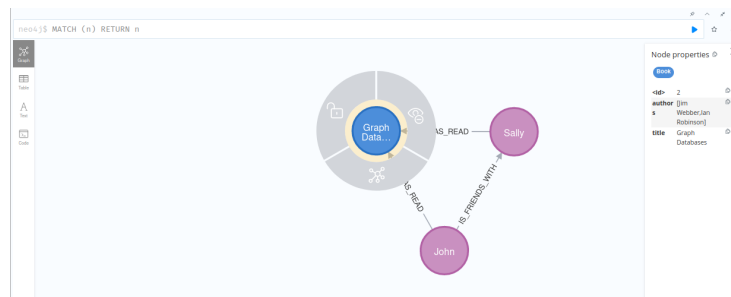 neo4j$ MATCH (n) RETURN n
Graph
Table
A
Text
Code
Graph
Data...
AS_READ
Sally
AS_READ
IS_FRIENDS_WITH
John
Node properties
Book
<id> 2
author [Jim
s Webber,Ian
Robinson]
title Graph
Databases